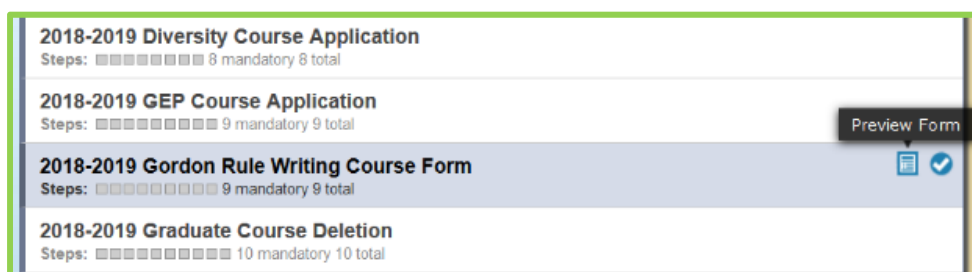 2018-2019 Diversity Course Application
Steps: 8 mandatory 8 total
2018-2019 GEP Course Application
Steps: 9 mandatory 9 total
Preview Form
2018-2019 Gordon Rule Writing Course Form
Steps: 9 mandatory 9 total
2018-2019 Graduate Course Deletion
Steps: 10 mandatory 10 total